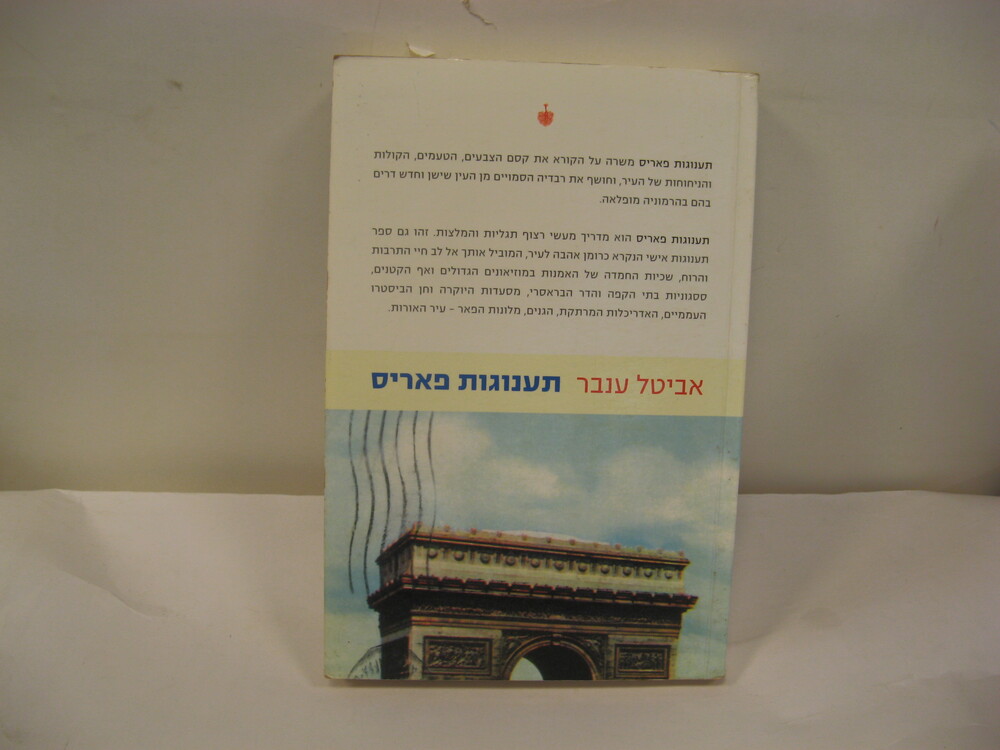 תענוגות פאריס משרה על הקורא את קסם הצבעים, הטעמים, הקולות
והניחוחות של העיר, וחושף את רבדיה הסמויים מן העין שישן וחדש דרים
בהם בהרמוניה מופלאה.
תענוגות פאריס הוא מדריך מעשי רצוף תגליות והמלצות. זהו גם ספר
תענוגות אישי הנקרא כרומן אהבה לעיר, המוביל אותך אל לב חיי התרבות
והרוח, שכיות החמדה של האמנות במוזיאונים הגדולים ואף הקטנים,
ססגוניות בתי הקפה והדר הבראסרי, מסעדות היוקרה וחן הביסטרו
העממיים, האדריכלות המרתקת, הגנים, מלונות הפאר – עיר האורות.
אביטל ענבר תענוגות פאריס